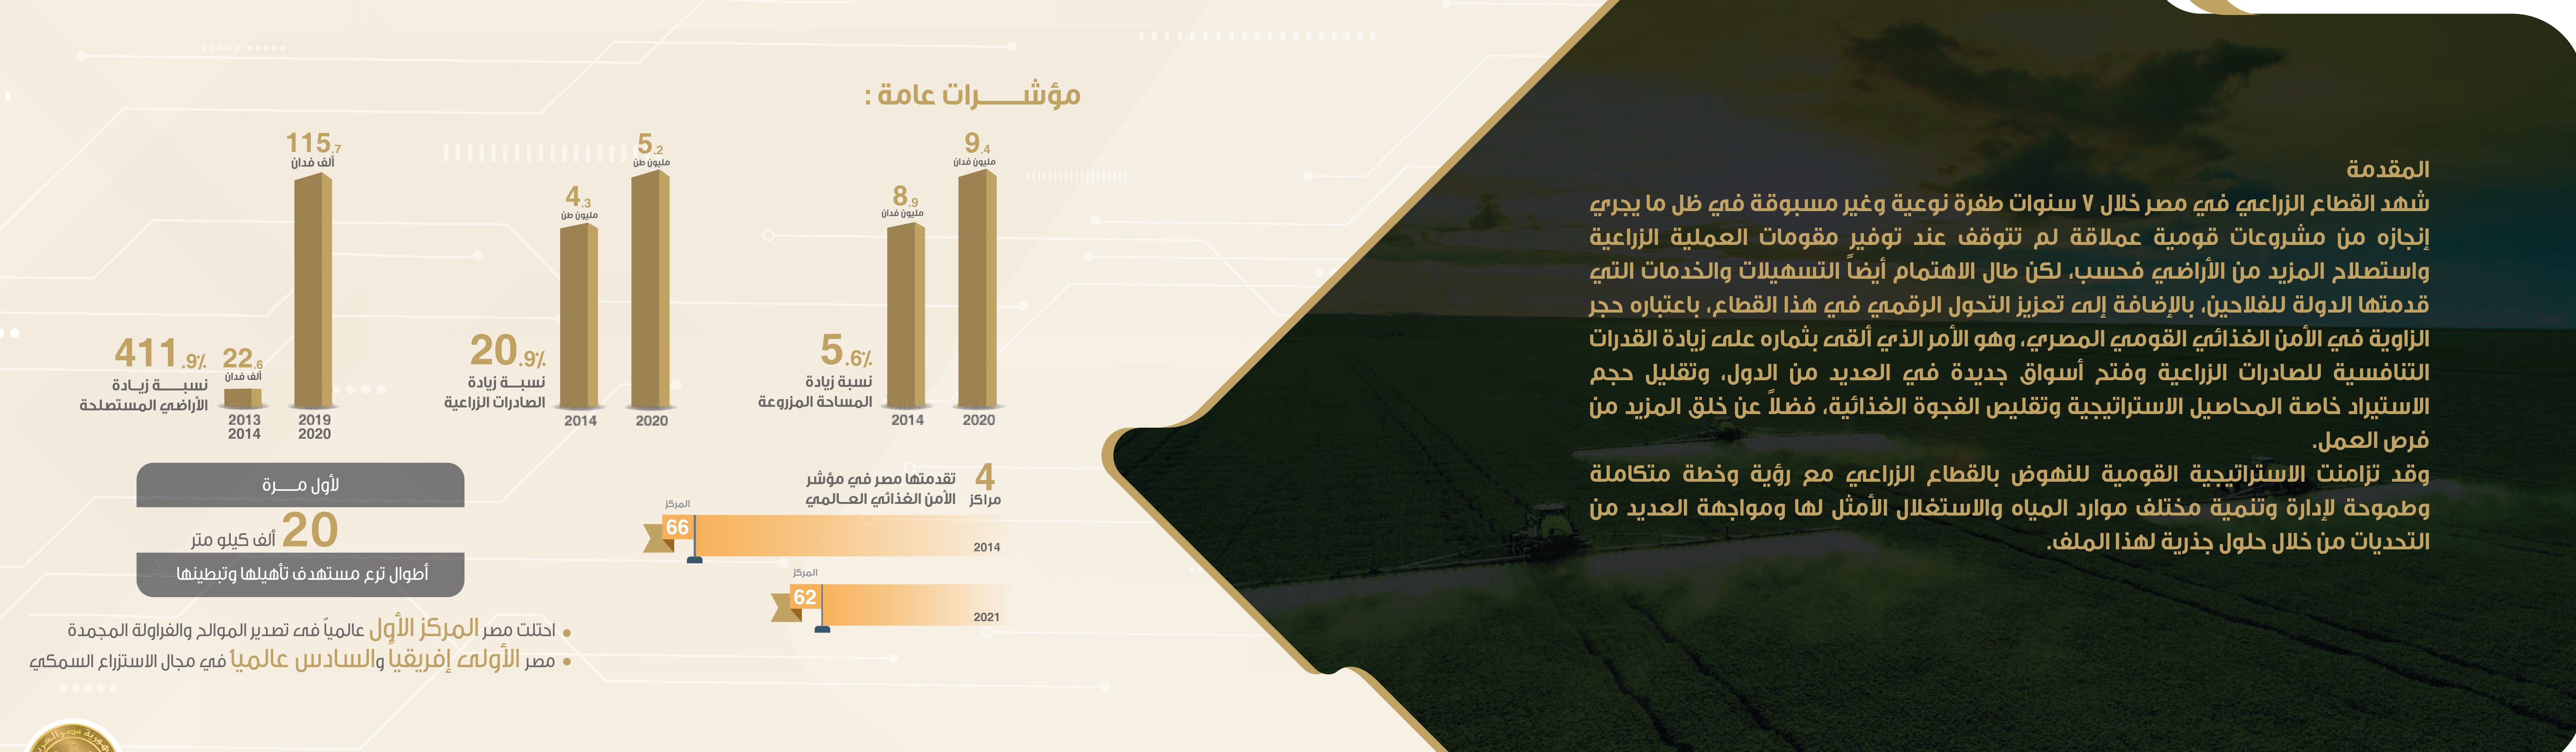 المقدمة
شهد القطاع الزراعي في مصر خلال ٧ سنوات طفرة نوعية وغير مسبوقة في ظل ما يجري
إنجازه من مشروعات قومية عملاقة لم تتوقف عند توفير مقومات العملية الزراعية
واستصلاح المزيد من الأراضي فحسب، لكن طال الاهتمام أيضاً التسهيلات والخدمات التي
قدمتها الدولة للفلاحين، بالإضافة إلى تعزيز التحول الرقمي في هذا القطاع، باعتباره حجر
الزاوية في الأمن الغذائي القومي المصري، وهو الأمر الذي ألقى بثماره على زيادة القدرات
التنافسية للصادرات الزراعية وفتح أسواق جديدة في العديد من الدول، وتقليل حجم
الاستيراد خاصة المحاصيل الاستراتيجية وتقليص الفجوة الغذائية، فضلاً عن خلق المزيد من
فرص العمل.
وقد تزامنت الاستراتيجية القومية للنهوض بالقطاع الزراعي مع رؤية وخطة متكاملة
وطموحة لإدارة وتنمية مختلف موارد المياه والاستغلال الأمثل لها ومواجهة العديد من
التحديات من خلال حلول جذرية لهذا الملف.
مؤشـــرات عامة :
9.4
مليون فدان
8.9
مليون فدان
5.6٪
نسبة زيادة
المساحة المزروعة
2020
2014
5.2
مليون طن
4.3
مليون طن
20.9٪
نسبـــة زيادة
الصادرات الزراعية
2020
2014
115.7
ألف فدان
22.6
ألف فدان
411.9٪
نسبـــــة زيـــادة
الأراضي المستصلحة
2019
2020
2013
2014
4
مراكز
تقدمتها مصر في مؤشر
الأمن الغذائي العـــالمي
المركز
66
2014
المركز
62
2021
لأول مــــرة
20 ألف كيلو متر
أطوال ترع مستهدف تأهيلها وتبطينها
• احتلت مصر المركز الأول عالمياً فى تصدير الموالح والفراولة المجمدة
• مصر الأولى إفريقياً والسادس عالمياً في مجال الاستزراع السمكي